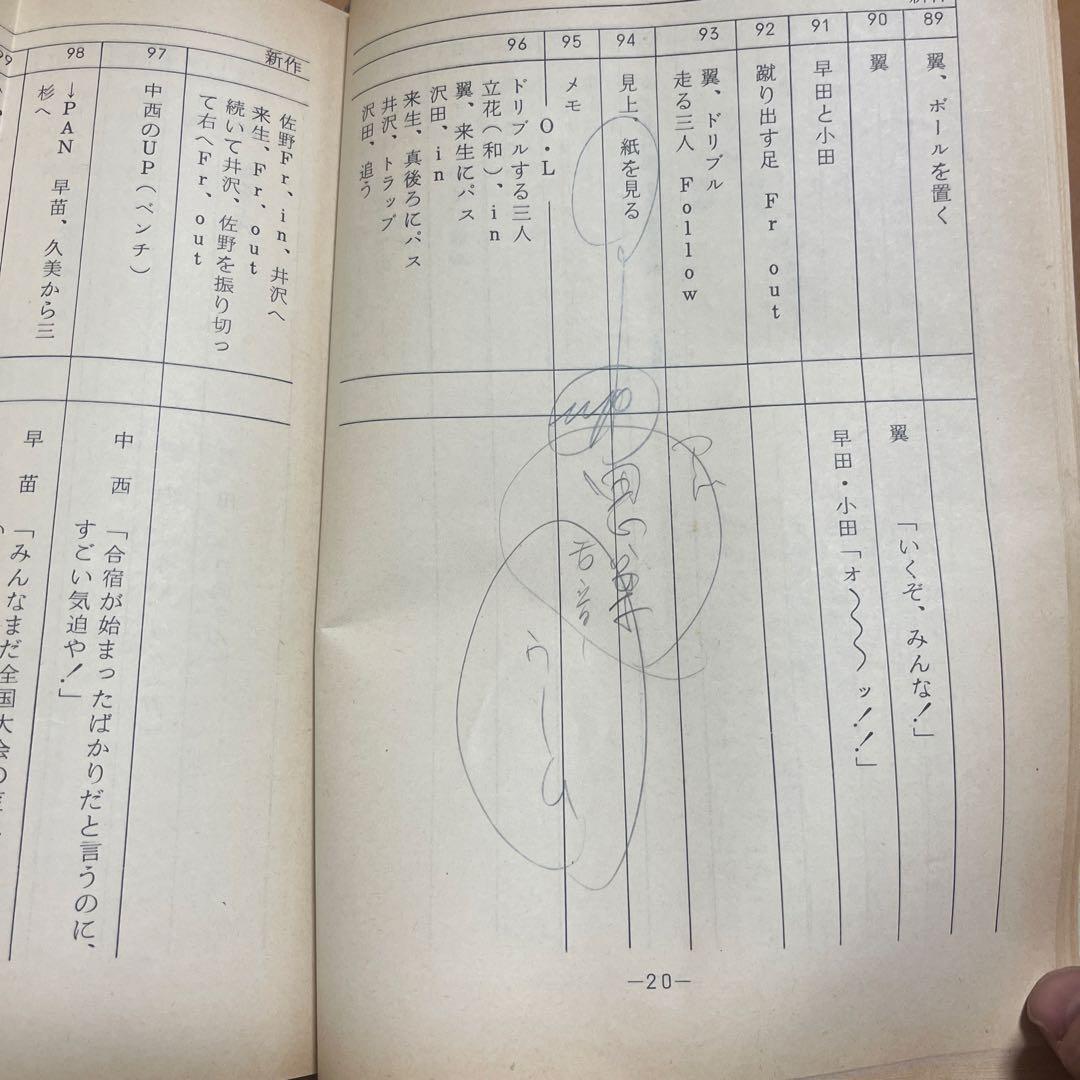 89
翼、ボールを置く
90
翼
翼「いくぞ、みんな！」
91
早田と小田
早田・小田「オ〜〜〜ッ！！」
92
蹴り出す足 Fr out
93
翼、ドリブル
走る三人 Follow
94
見上、紙を見る
95
メモ
O・L
96
ドリブルする三人
立花（和）、in
翼、来生にパス
沢田、in
来生、真後ろにパス
井沢、トラップ
沢田、追う
up
うーし
—20—
新作
佐野Fr、in、井沢へ
来生、Fr、out
続いて井沢、佐野を振り切っ
て右へFr、out
97
中西のUP（ベンチ）
中西「合宿が始まったばかりだと言うのに、
すごい気迫や！」
98
↓PAN 早苗、久美から三
杉へ
早苗「みんなまだ全国大会の